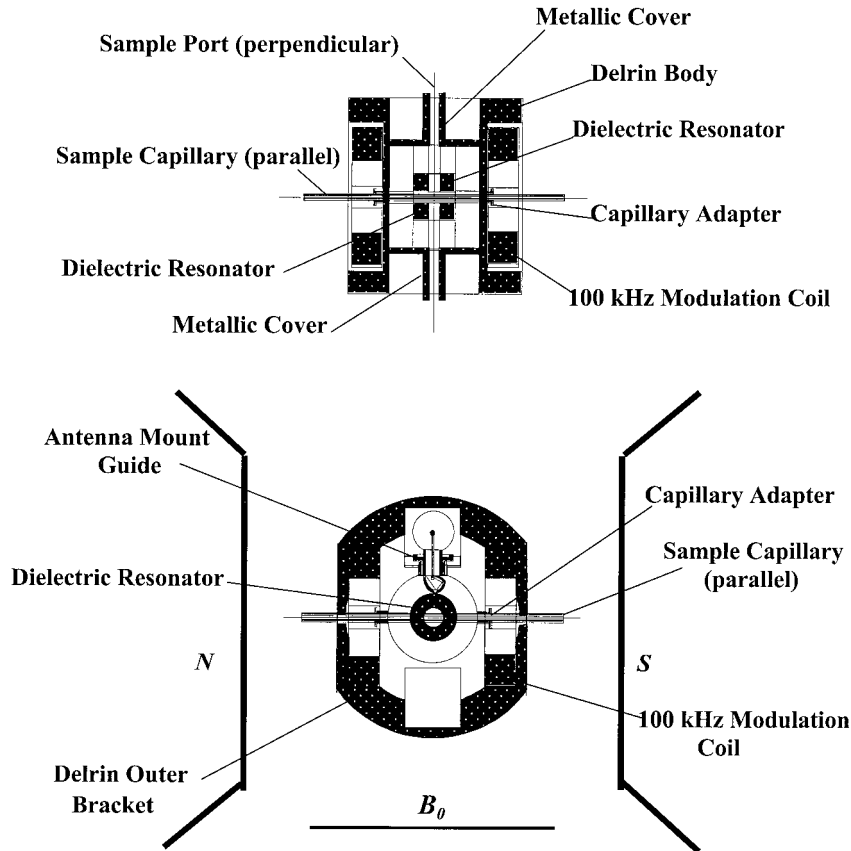 Metallic Cover
Sample Port (perpendicular)
Delrin Body
Dielectric Resonator
Sample Capillary (parallel)
Capillary Adapter
Dielectric Resonator
100 kHz Modulation Coil
Metallic Cover
Antenna Mount
Guide
Capillary Adapter
Sample Capillary
(parallel)
Dielectric Resonator
N
S
100 kHz Modulation
Coil
Delrin Outer
Bracket
B0